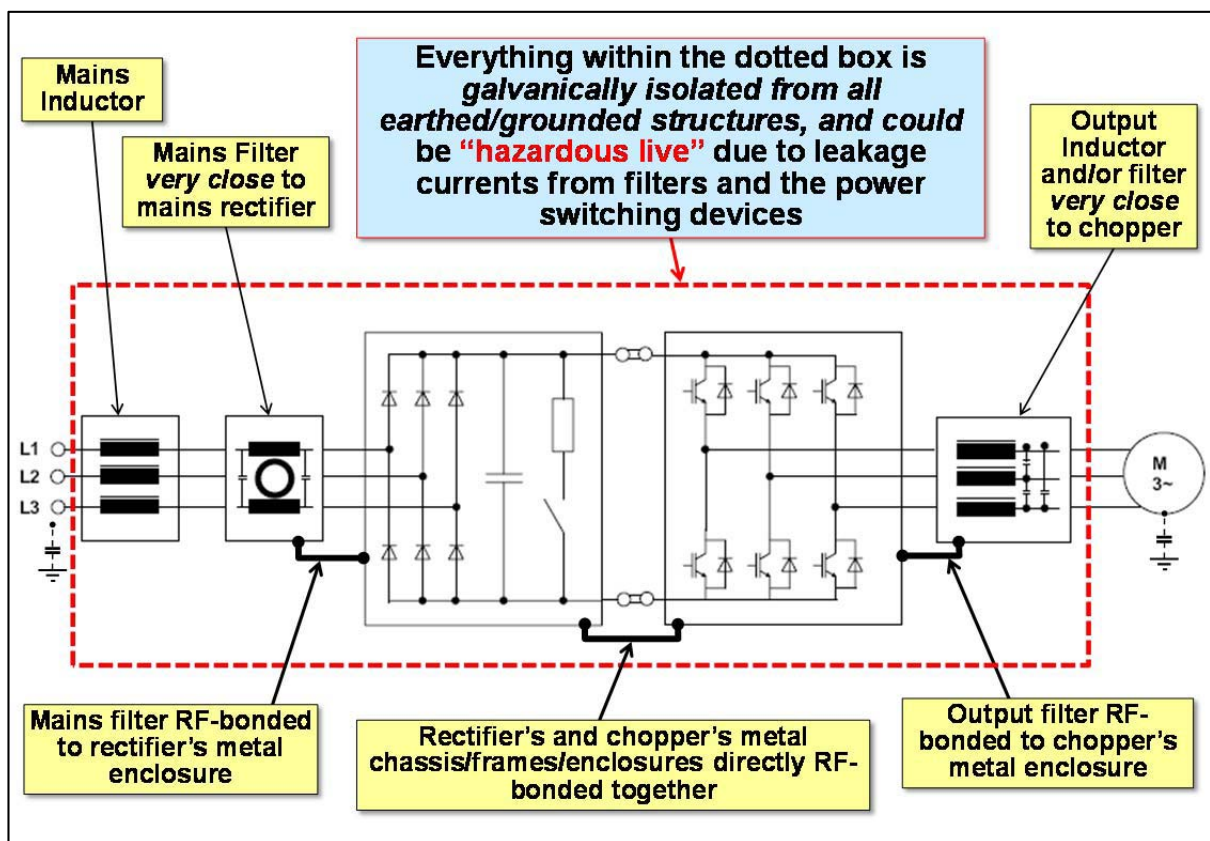 Mains
Inductor
Mains Filter
very close to
mains rectifier
Everything within the dotted box is
galvanically isolated from all
earthed/grounded structures, and could
be “hazardous live” due to leakage
currents from filters and the power
switching devices
Output
Inductor
and/or filter
very close
to chopper
L1
L2
L3
M
3~
Mains filter RF-bonded
to rectifier’s metal
enclosure
Rectifier’s and chopper’s metal
chassis/frames/enclosures directly RF-
bonded together
Output filter RF-
bonded to chopper’s
metal enclosure